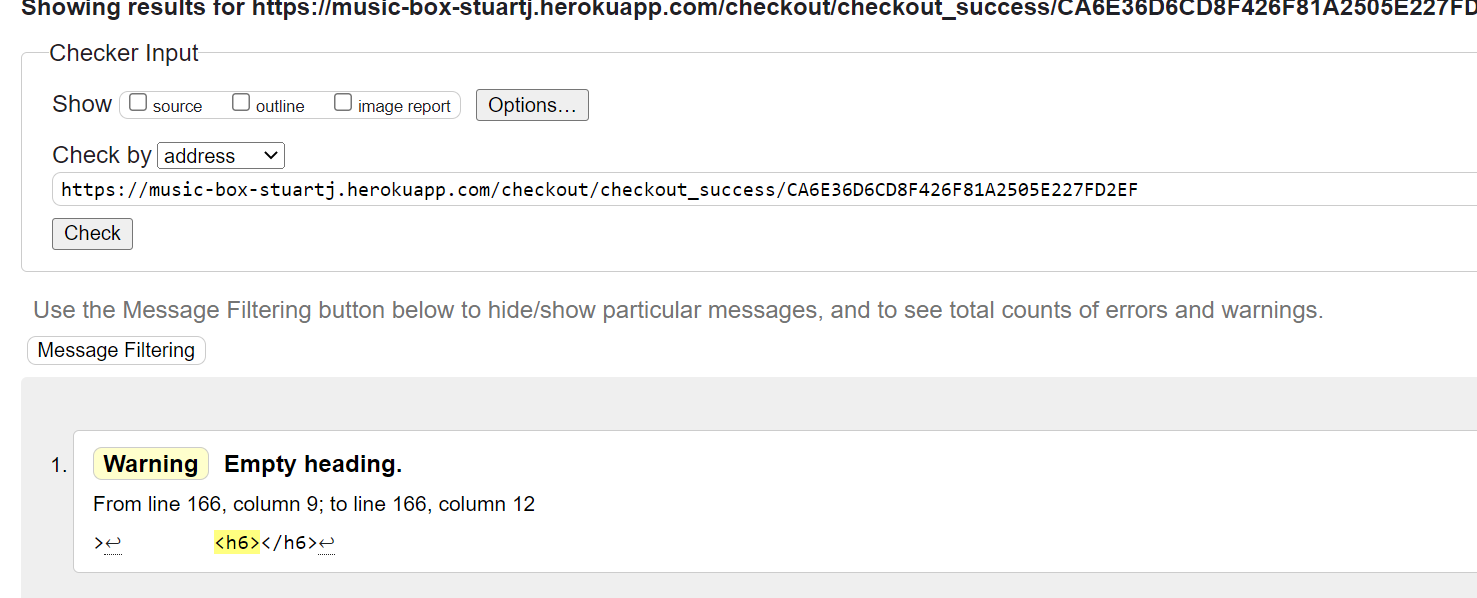 Showing results for https://music-box-stuartj.herokuapp.com/checkout/checkout_success/CA6E36D6CD8F426F81A2505E227FD
Checker Input
Show source outline image report Options...
Check by address
https://music-box-stuartj.herokuapp.com/checkout/checkout_success/CA6E36D6CD8F426F81A2505E227FD2EF
Check
Use the Message Filtering button below to hide/show particular messages, and to see total counts of errors and warnings.
Message Filtering
1. Warning Empty heading.
From line 166, column 9; to line 166, column 12
>↩ <h6></h6>↩